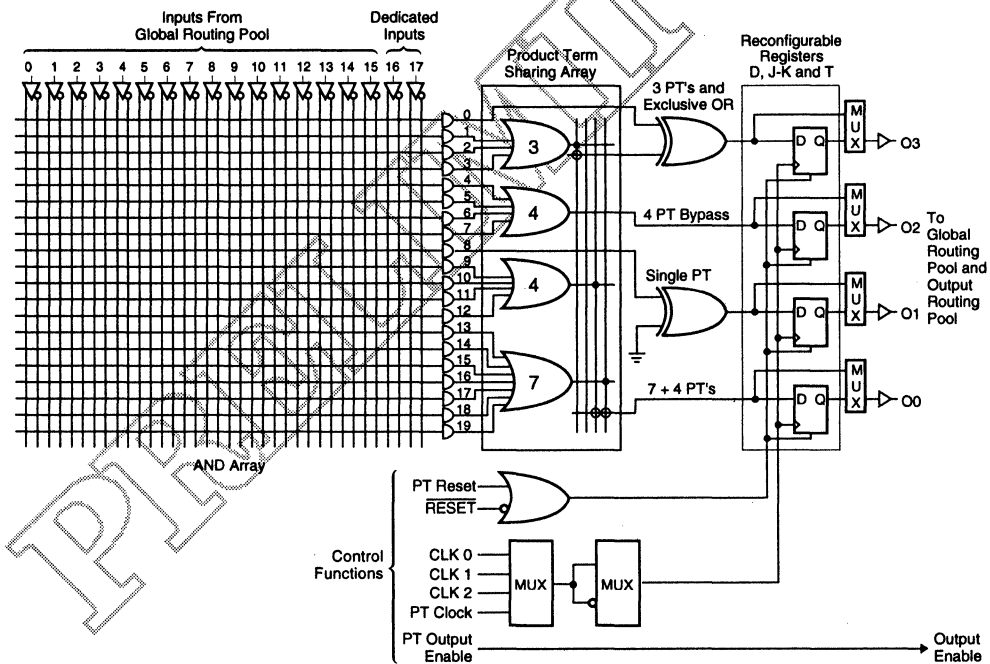 Inputs From
Global Routing Pool
Dedicated
Inputs
0 1 2 3 4 5 6 7 8 9 10 11 12 13 14 15 16 17
Product Term
Sharing Array
Reconfigurable
Registers
D, J-K and T
3 PT's and
Exclusive OR
0
1
2
3
4
5
6
7
8
9
10
11
12
13
14
15
16
17
18
19
3
4
4
7
4 PT Bypass
Single PT
7 + 4 PT's
D Q
MUX
O3
D Q
MUX
O2
D Q
MUX
O1
D Q
MUX
O0
To
Global
Routing
Pool and
Output
Routing
Pool
AND Array
Control
Functions
PT Reset
RESET
CLK 0
CLK 1
CLK 2
PT Clock
MUX
MUX
PT Output
Enable
Output
Enable